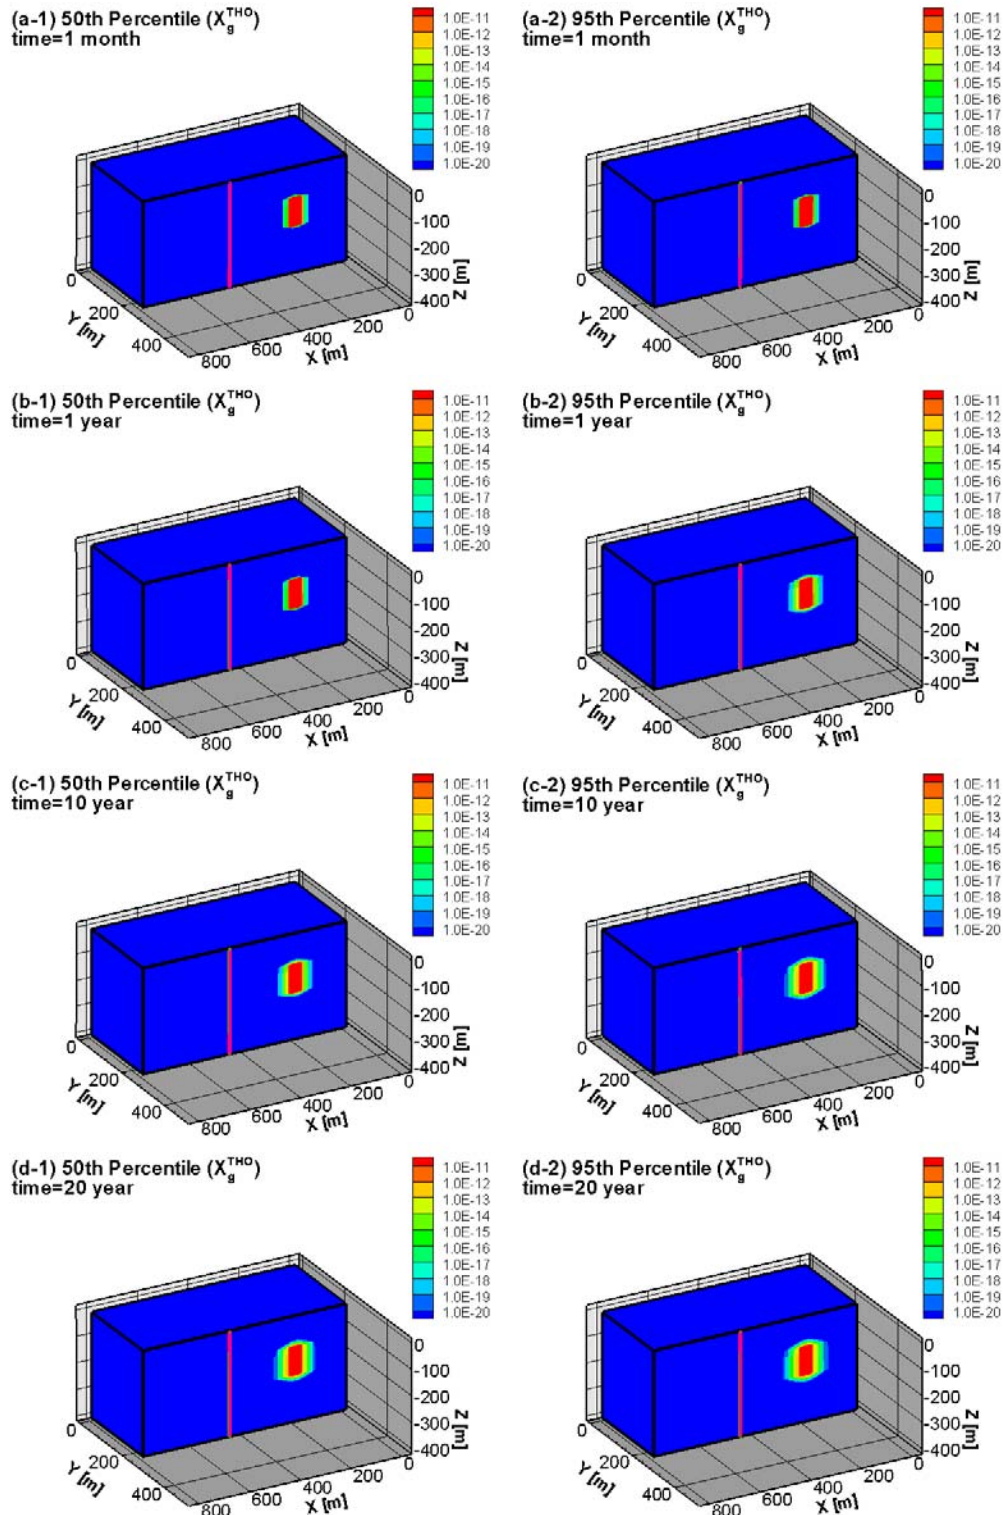 (a-1) 50th Percentile (X_g^THO)
time=1 month
1.0E-11
1.0E-12
1.0E-13
1.0E-14
1.0E-15
1.0E-16
1.0E-17
1.0E-18
1.0E-19
1.0E-20
0
-100
-200
-300
-400
Z [m]
0
200
400
Y [m]
800
600
400
200
0
X [m]
(a-2) 95th Percentile (X_g^THO)
time=1 month
1.0E-11
1.0E-12
1.0E-13
1.0E-14
1.0E-15
1.0E-16
1.0E-17
1.0E-18
1.0E-19
1.0E-20
0
-100
-200
-300
-400
Z [m]
0
200
400
Y [m]
800
600
400
200
0
X [m]
(b-1) 50th Percentile (X_g^THO)
time=1 year
1.0E-11
1.0E-12
1.0E-13
1.0E-14
1.0E-15
1.0E-16
1.0E-17
1.0E-18
1.0E-19
1.0E-20
0
-100
-200
-300
-400
Z [m]
0
200
400
Y [m]
800
600
400
200
0
X [m]
(b-2) 95th Percentile (X_g^THO)
time=1 year
1.0E-11
1.0E-12
1.0E-13
1.0E-14
1.0E-15
1.0E-16
1.0E-17
1.0E-18
1.0E-19
1.0E-20
0
-100
-200
-300
-400
Z [m]
0
200
400
Y [m]
800
600
400
200
0
X [m]
(c-1) 50th Percentile (X_g^THO)
time=10 year
1.0E-11
1.0E-12
1.0E-13
1.0E-14
1.0E-15
1.0E-16
1.0E-17
1.0E-18
1.0E-19
1.0E-20
0
-100
-200
-300
-400
Z [m]
0
200
400
Y [m]
800
600
400
200
0
X [m]
(c-2) 95th Percentile (X_g^THO)
time=10 year
1.0E-11
1.0E-12
1.0E-13
1.0E-14
1.0E-15
1.0E-16
1.0E-17
1.0E-18
1.0E-19
1.0E-20
0
-100
-200
-300
-400
Z [m]
0
200
400
Y [m]
800
600
400
200
0
X [m]
(d-1) 50th Percentile (X_g^THO)
time=20 year
1.0E-11
1.0E-12
1.0E-13
1.0E-14
1.0E-15
1.0E-16
1.0E-17
1.0E-18
1.0E-19
1.0E-20
0
-100
-200
-300
-400
Z [m]
0
200
400
Y [m]
800
600
400
200
0
X [m]
(d-2) 95th Percentile (X_g^THO)
time=20 year
1.0E-11
1.0E-12
1.0E-13
1.0E-14
1.0E-15
1.0E-16
1.0E-17
1.0E-18
1.0E-19
1.0E-20
0
-100
-200
-300
-400
Z [m]
0
200
400
Y [m]
800
600
400
200
0
X [m]